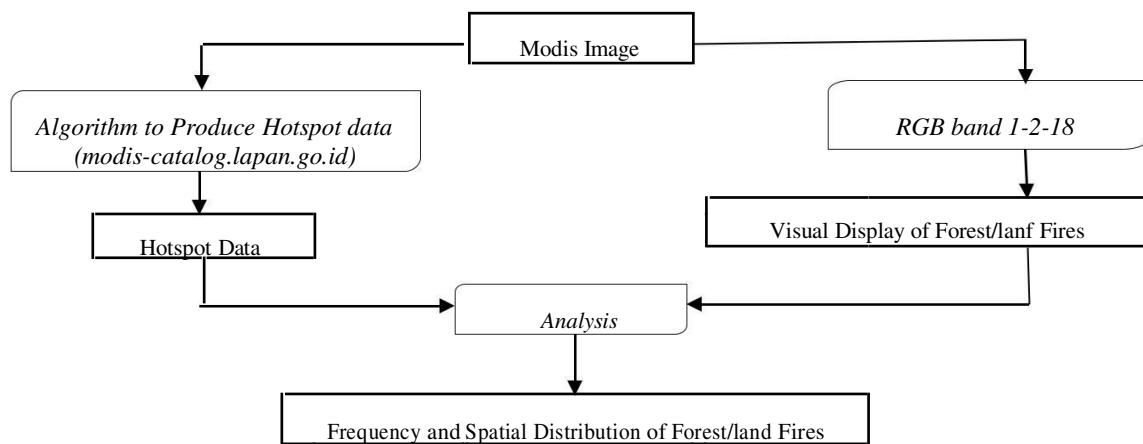 Modis Image
Algorithm to Produce Hotspot data
(modis-catalog.lapan.go.id)
RGB band 1-2-18
Hotspot Data
Visual Display of Forest/lanf Fires
Analysis
Frequency and Spatial Distribution of Forest/land Fires